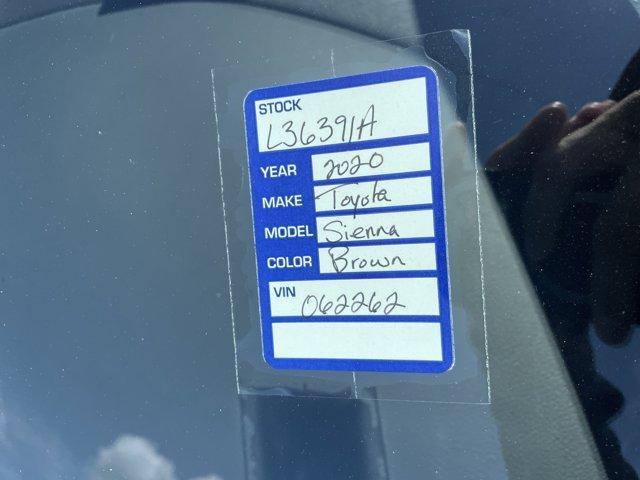 STOCK
L36391A
YEAR 2020
MAKE Toyota
MODEL Sienna
COLOR Brown
VIN 062262